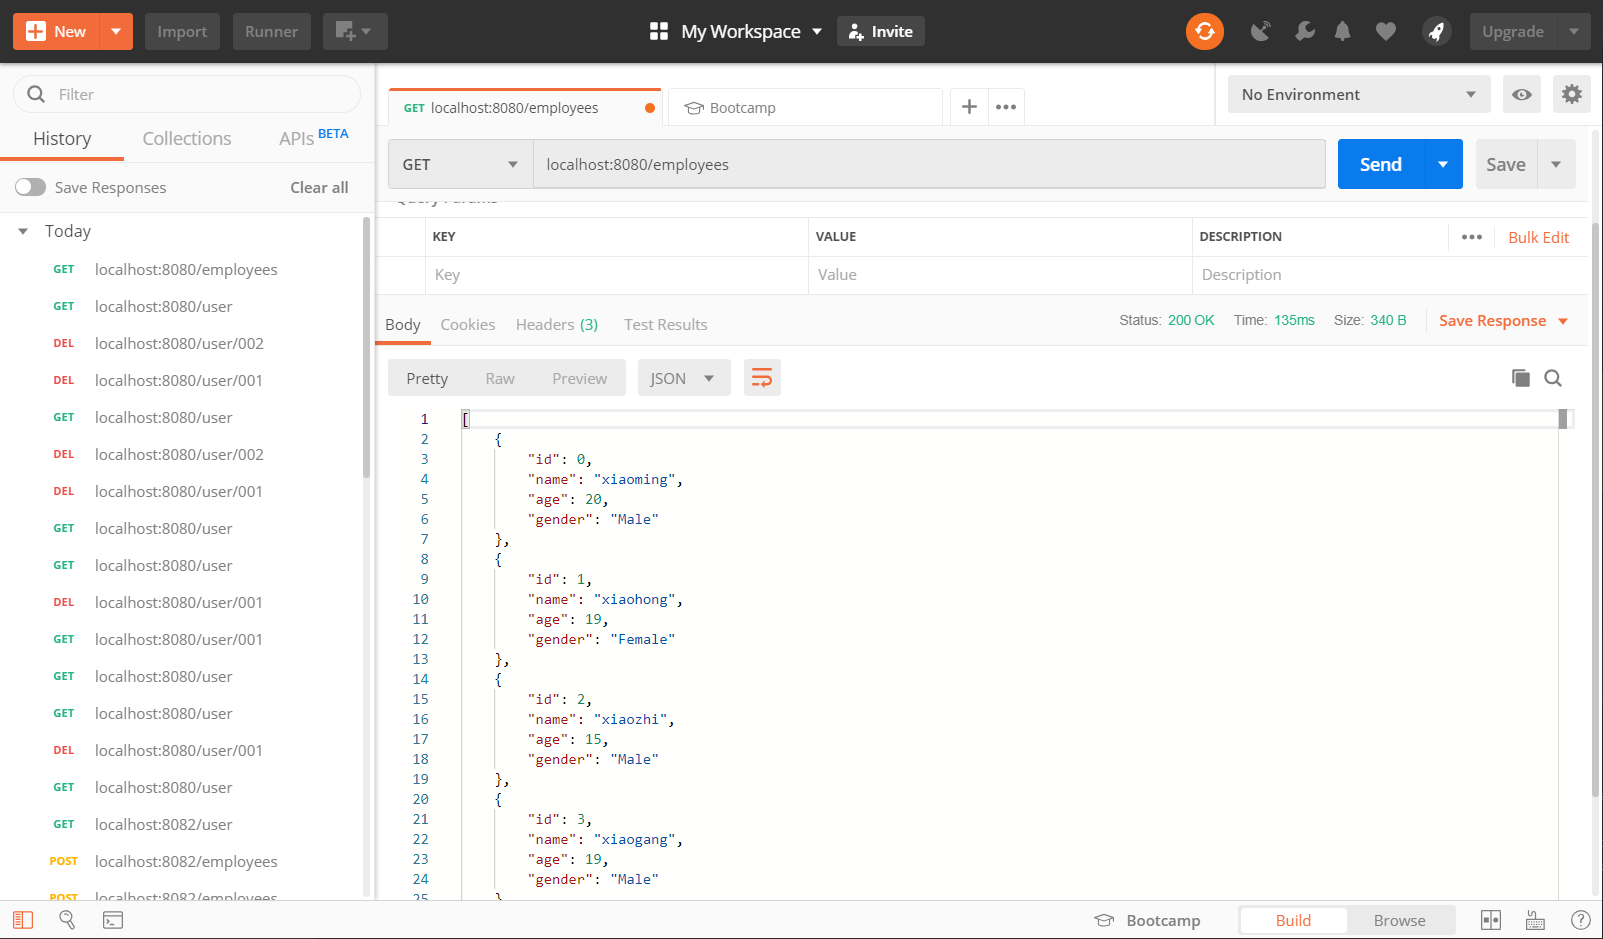 New Import Runner My Workspace Invite Upgrade
Filter
History Collections APIs BETA
Save Responses Clear all
Today
GET localhost:8080/employees
GET localhost:8080/user
DEL localhost:8080/user/002
DEL localhost:8080/user/001
GET localhost:8080/user
DEL localhost:8080/user/002
DEL localhost:8080/user/001
GET localhost:8080/user
GET localhost:8080/user
DEL localhost:8080/user/001
GET localhost:8080/user/001
GET localhost:8080/user
GET localhost:8080/user
DEL localhost:8080/user/001
GET localhost:8080/user
GET localhost:8082/user
POST localhost:8082/employees
POST localhost:8082/employees
GET localhost:8080/employees Bootcamp
No Environment
GET localhost:8080/employees Send Save
Query Params
KEY VALUE DESCRIPTION ••• Bulk Edit
Key Value Description
Body Cookies Headers (3) Test Results Status: 200 OK Time: 135ms Size: 340 B Save Response
Pretty Raw Preview JSON
1 [
2 {
3 "id": 0,
4 "name": "xiaoming",
5 "age": 20,
6 "gender": "Male"
7 },
8 {
9 "id": 1,
10 "name": "xiaohong",
11 "age": 19,
12 "gender": "Female"
13 },
14 {
15 "id": 2,
16 "name": "xiaozhi",
17 "age": 15,
18 "gender": "Male"
19 },
20 {
21 "id": 3,
22 "name": "xiaogang",
23 "age": 19,
24 "gender": "Male"
25 }
Bootcamp Build Browse